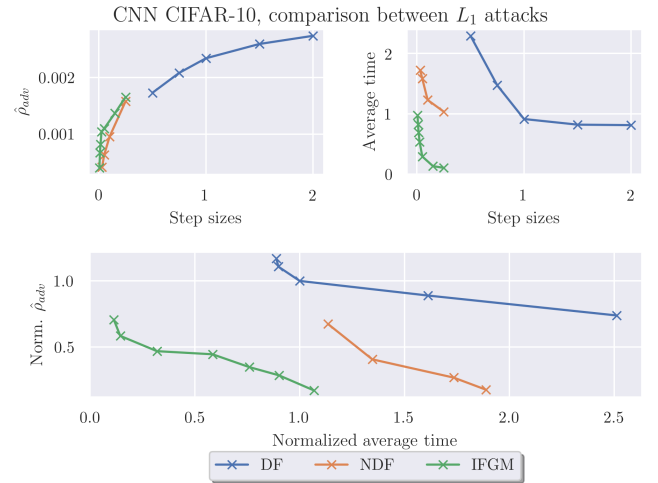 CNN CIFAR-10, comparison between L₁ attacks
ρ̂adv
0.002
0.001
0 1 2
Step sizes
Average time
2
1
0
0 1 2
Step sizes
Norm. ρ̂adv
1.0
0.5
0.0 0.5 1.0 1.5 2.0 2.5
Normalized average time
DF NDF IFGM